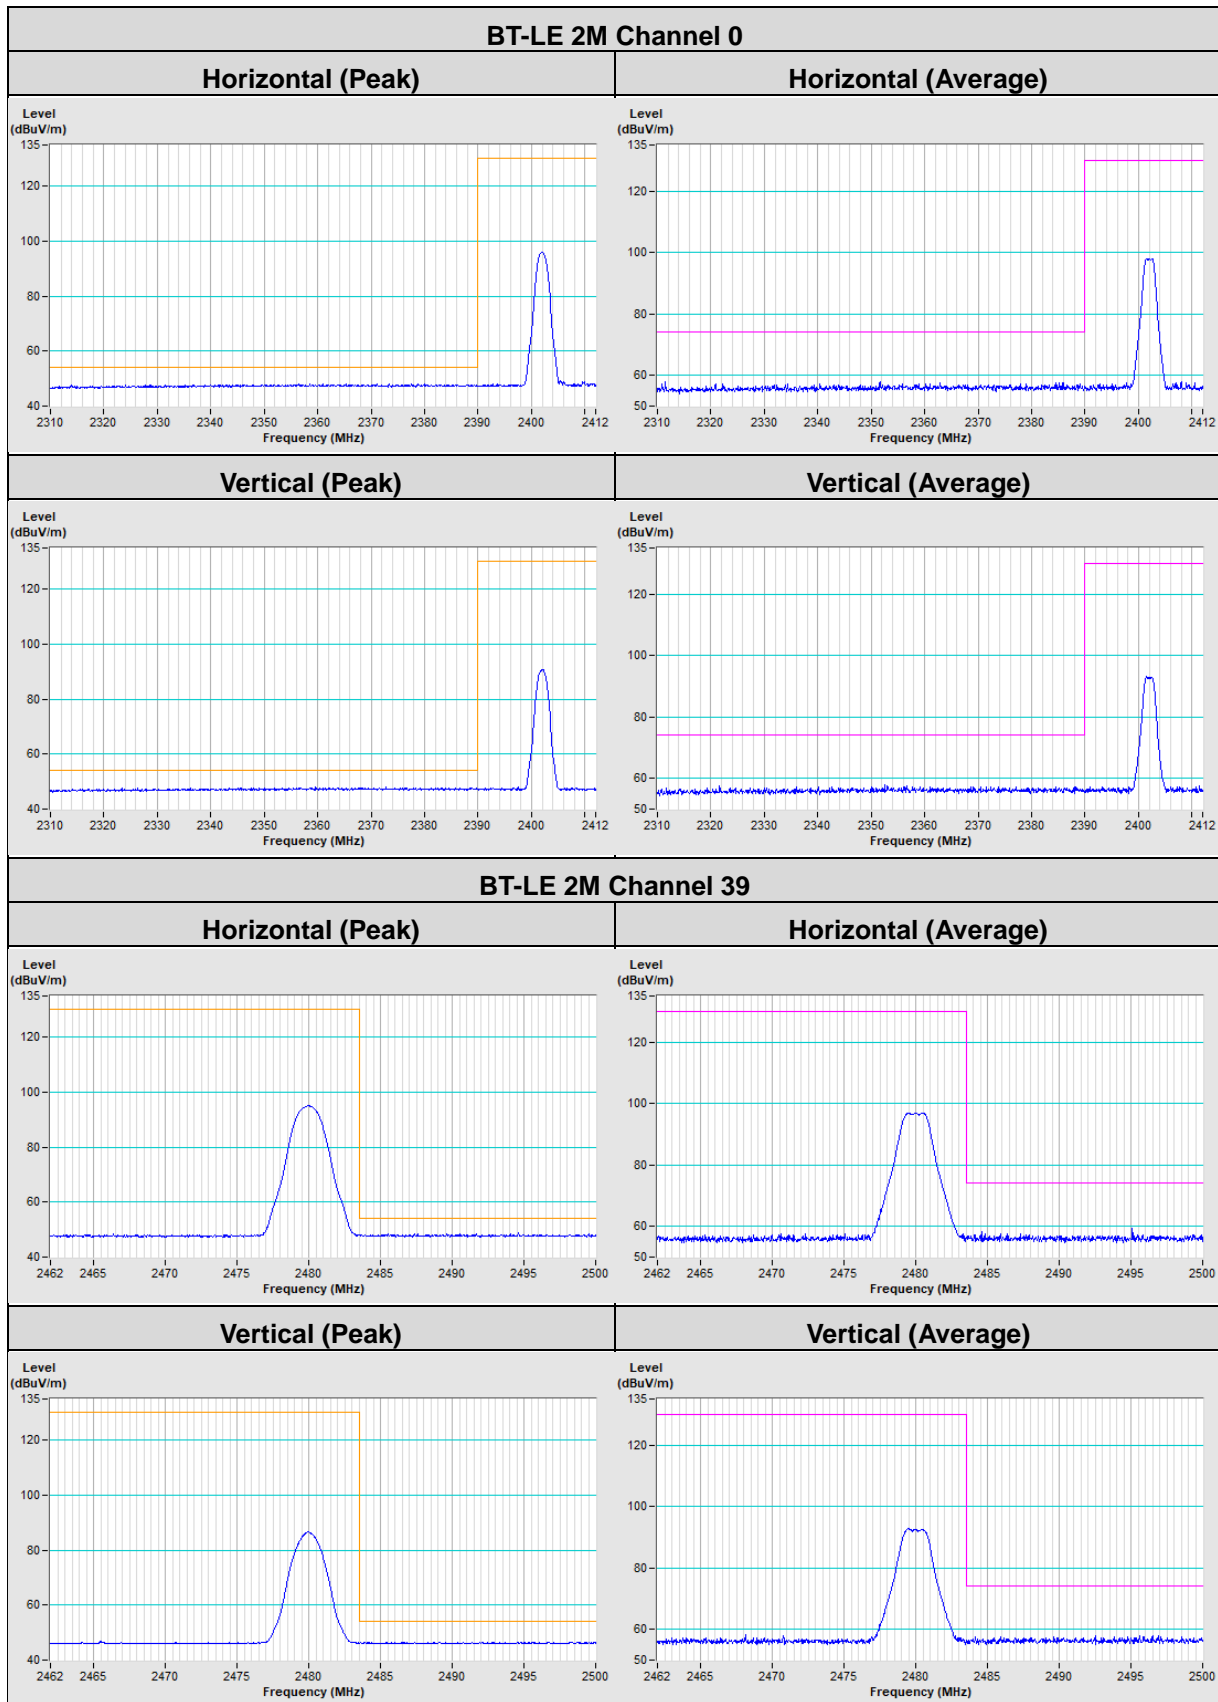 BT-LE 2M Channel 0
Horizontal (Peak)
Horizontal (Average)
Level
(dBuV/m)
135
120
100
80
60
40
2310 2320 2330 2340 2350 2360 2370 2380 2390 2400 2412
Frequency (MHz)
Level
(dBuV/m)
135
120
100
80
60
50
2310 2320 2330 2340 2350 2360 2370 2380 2390 2400 2412
Frequency (MHz)
Vertical (Peak)
Vertical (Average)
Level
(dBuV/m)
135
120
100
80
60
40
2310 2320 2330 2340 2350 2360 2370 2380 2390 2400 2412
Frequency (MHz)
Level
(dBuV/m)
135
120
100
80
60
50
2310 2320 2330 2340 2350 2360 2370 2380 2390 2400 2412
Frequency (MHz)
BT-LE 2M Channel 39
Horizontal (Peak)
Horizontal (Average)
Level
(dBuV/m)
135
120
100
80
60
40
2462 2465 2470 2475 2480 2485 2490 2495 2500
Frequency (MHz)
Level
(dBuV/m)
135
120
100
80
60
50
2462 2465 2470 2475 2480 2485 2490 2495 2500
Frequency (MHz)
Vertical (Peak)
Vertical (Average)
Level
(dBuV/m)
135
120
100
80
60
40
2462 2465 2470 2475 2480 2485 2490 2495 2500
Frequency (MHz)
Level
(dBuV/m)
135
120
100
80
60
50
2462 2465 2470 2475 2480 2485 2490 2495 2500
Frequency (MHz)